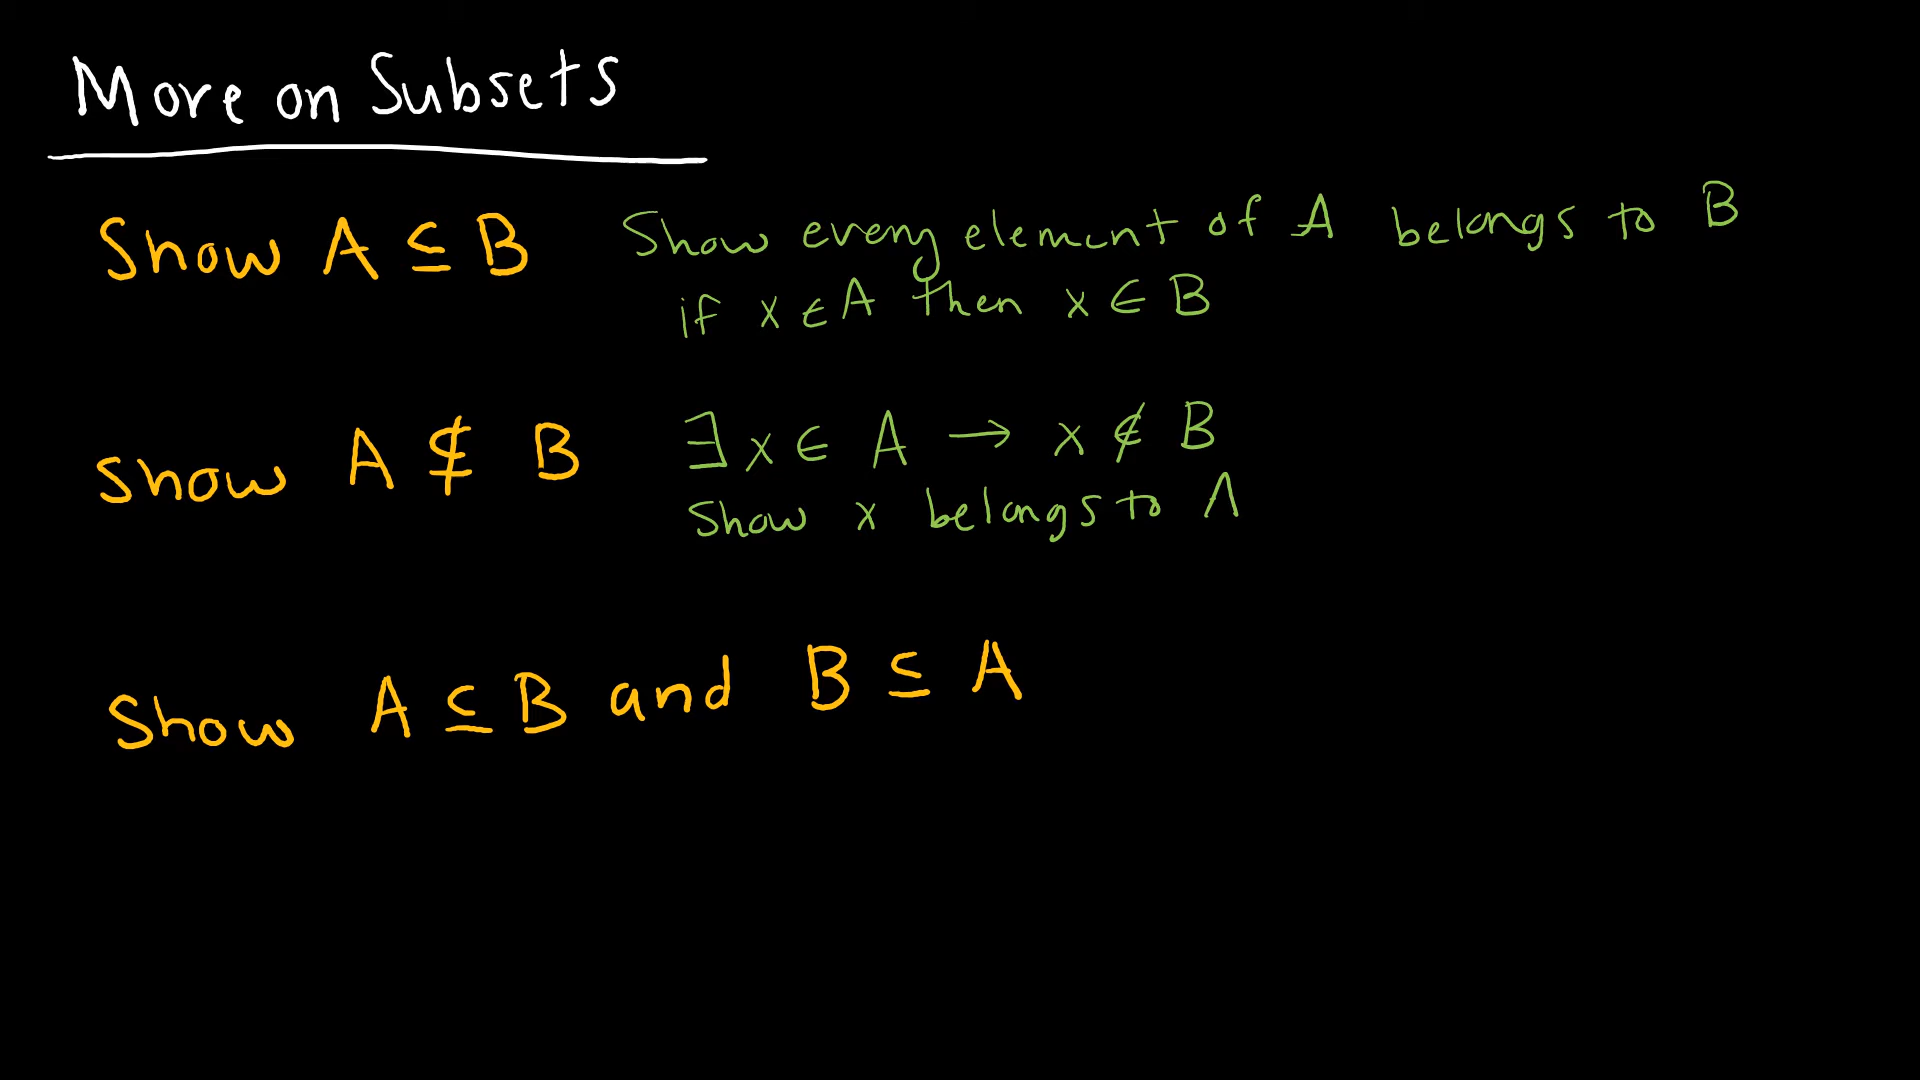 More on Subsets
Show A ⊆ B Show every element of A belongs to B
if x ∈ A then x ∈ B
Show A ⊈ B ∃ x ∈ A → x ∉ B
Show x belongs to A
Show A ⊆ B and B ⊆ A